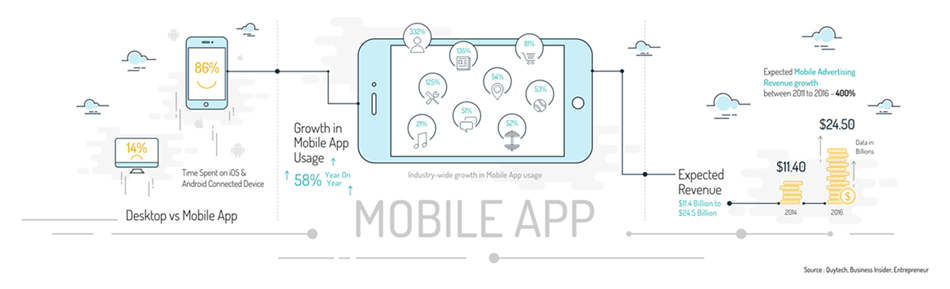 86%
14%
Time Spent on iOS &
Android Connected Device
Desktop vs Mobile App
Growth in
Mobile App
Usage
58% Year On
Year
332%
135%
81%
125%
54%
53%
21%
51%
52%
Industry-wide growth in Mobile App usage
MOBILE APP
Expected
Revenue
$11.4 Billion to
$24.5 Billion
Expected Mobile Advertising
Revenue growth
between 2011 to 2016 - 400%
$11.40
$24.50
Data in
Billions
$
2014
2016
Source : Quytech, Business Insider, Entrepreneur